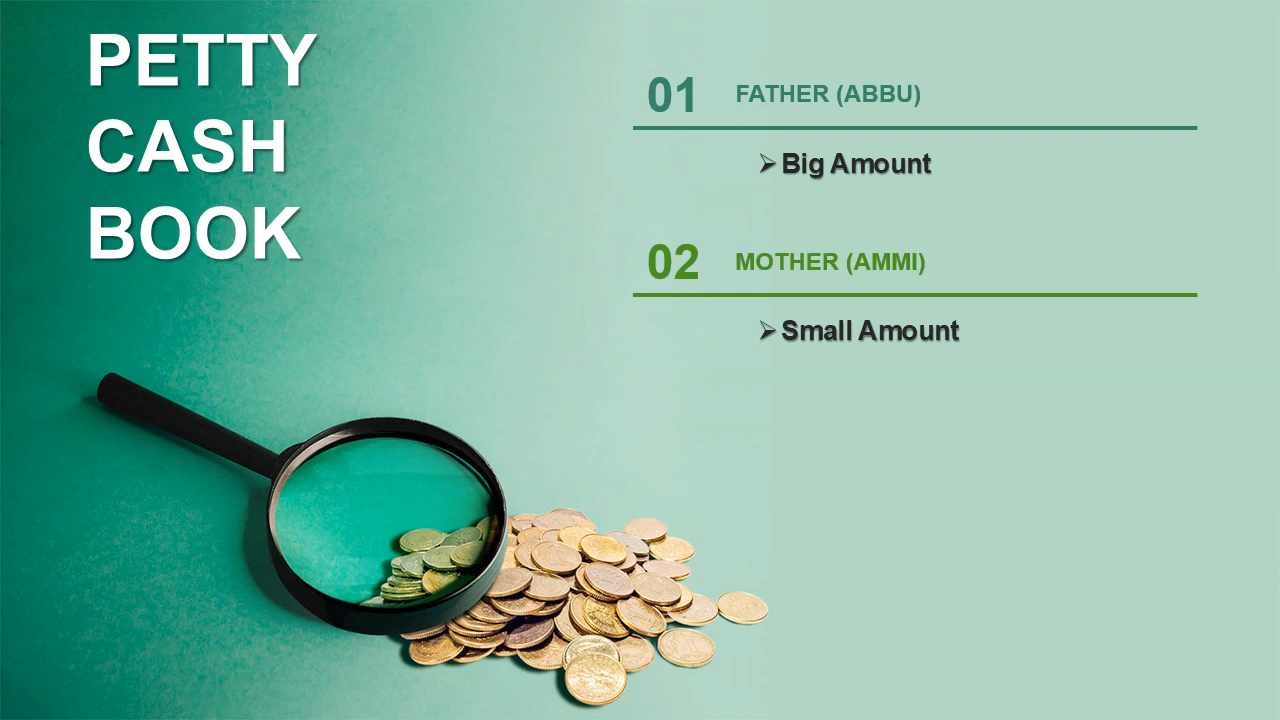 PETTY
CASH
BOOK
01 FATHER (ABBU)
➢ Big Amount
02 MOTHER (AMMI)
➢ Small Amount